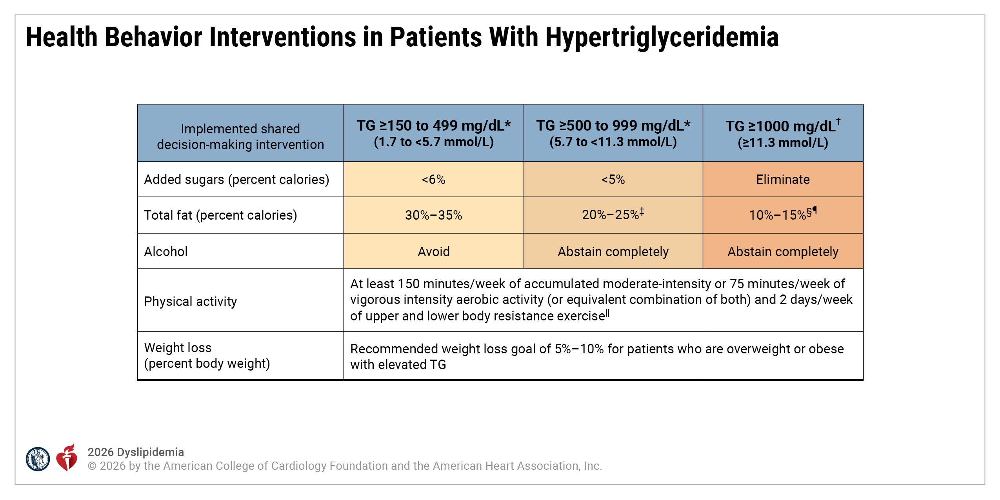 Health Behavior Interventions in Patients With Hypertriglyceridemia
Implemented shared
decision-making intervention
TG ≥150 to 499 mg/dL*
(1.7 to <5.7 mmol/L)
TG ≥500 to 999 mg/dL*
(5.7 to <11.3 mmol/L)
TG ≥1000 mg/dL†
(≥11.3 mmol/L)
Added sugars (percent calories)
<6%
<5%
Eliminate
Total fat (percent calories)
30%–35%
20%–25%‡
10%–15%§¶
Alcohol
Avoid
Abstain completely
Abstain completely
Physical activity
At least 150 minutes/week of accumulated moderate-intensity or 75 minutes/week of
vigorous intensity aerobic activity (or equivalent combination of both) and 2 days/week
of upper and lower body resistance exercise||
Weight loss
(percent body weight)
Recommended weight loss goal of 5%–10% for patients who are overweight or obese
with elevated TG
2026 Dyslipidemia
© 2026 by the American College of Cardiology Foundation and the American Heart Association, Inc.